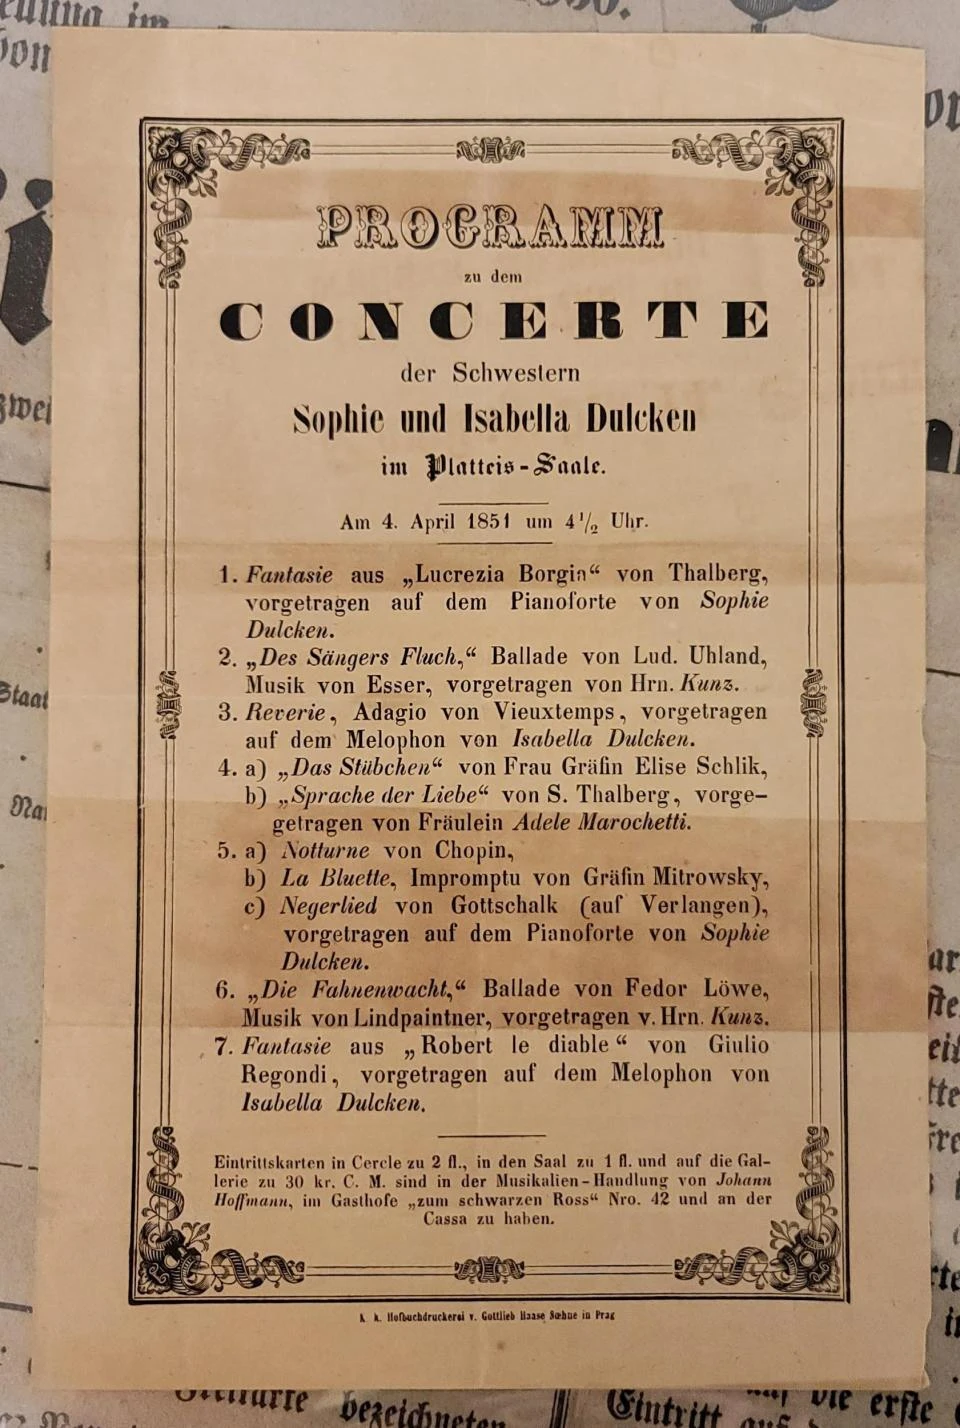 PROGRAMM
zu dem
CONCERTE
der Schwestern
Sophie und Isabella Dulcken
im Platteis-Saale.
Am 4. April 1851 um 4 1/2 Uhr.
1. Fantasie aus „Lucrezia Borgia“ von Thalberg,
vorgetragen auf dem Pianoforte von Sophie
Dulcken.
2. „Des Sängers Fluch,“ Ballade von Lud. Uhland,
Musik von Esser, vorgetragen von Hrn. Kunz.
3. Reverie, Adagio von Vieuxtemps, vorgetragen
auf dem Melophon von Isabella Dulcken.
4. a) „Das Stübchen“ von Frau Gräfin Elise Schlik,
b) „Sprache der Liebe“ von S. Thalberg, vorge-
getragen von Fräulein Adele Marochetti.
5. a) Notturne von Chopin,
b) La Bluette, Impromptu von Gräfin Mitrowsky,
c) Negerlied von Gottschalk (auf Verlangen),
vorgetragen auf dem Pianoforte von Sophie
Dulcken.
6. „Die Fahnenwacht,“ Ballade von Fedor Löwe,
Musik von Lindpaintner, vorgetragen v. Hrn. Kunz.
7. Fantasie aus „Robert le diable“ von Giulio
Regondi, vorgetragen auf dem Melophon von
Isabella Dulcken.
Eintrittskarten in Cercle zu 2 fl., in den Saal zu 1 fl. und auf die Gal-
lerie zu 30 kr. C. M. sind in der Musikalien-Handlung von Johann
Hoffmann, im Gasthofe „zum schwarzen Ross“ Nro. 42 und an der
Cassa zu haben.
K. k. Hofbuchdruckerei v. Gottlieb Haase Sœhne in Prag
bezeichneten
Eintritt auf die erste